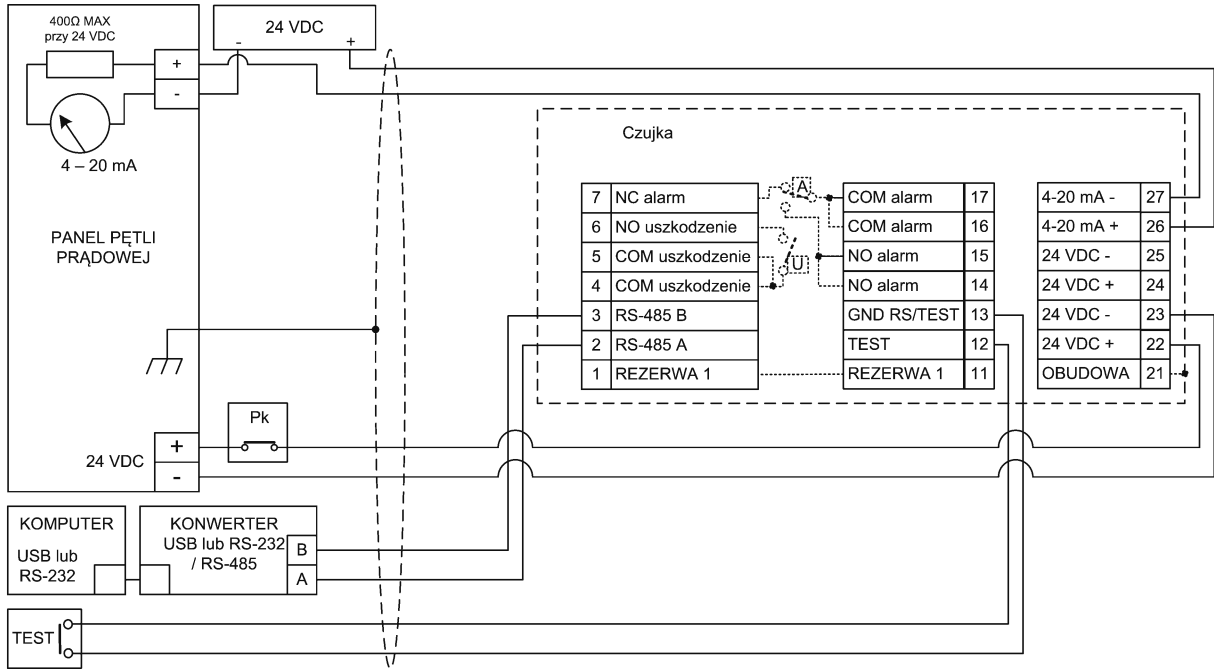 400Ω MAX
przy 24 VDC
+
-
4 – 20 mA
PANEL PĘTLI
PRĄDOWEJ
24 VDC
+
-
24 VDC
-
+
Pk
KOMPUTER
USB lub
RS-232
KONWERTER
USB lub RS-232
/ RS-485
B
A
TEST
Czujka
7 NC alarm
6 NO uszkodzenie
5 COM uszkodzenie
4 COM uszkodzenie
3 RS-485 B
2 RS-485 A
1 REZERWA 1
A
U
COM alarm 17
COM alarm 16
NO alarm 15
NO alarm 14
GND RS/TEST 13
TEST 12
REZERWA 1 11
4-20 mA - 27
4-20 mA + 26
24 VDC - 25
24 VDC + 24
24 VDC - 23
24 VDC + 22
OBUDOWA 21